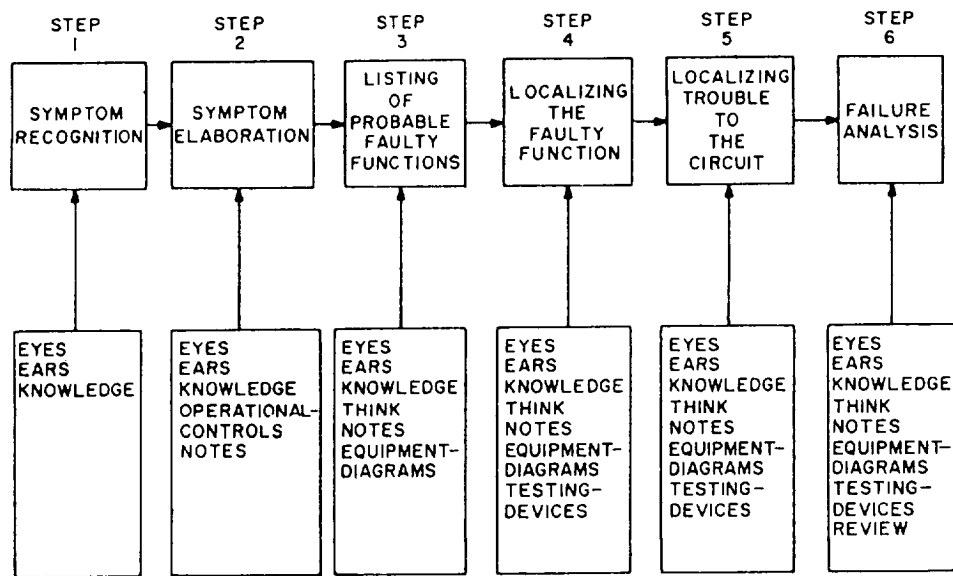 STEP
1
SYMPTOM
RECOGNITION
EYES
EARS
KNOWLEDGE
STEP
2
SYMPTOM
ELABORATION
EYES
EARS
KNOWLEDGE
OPERATIONAL-
CONTROLS
NOTES
STEP
3
LISTING
OF
PROBABLE
FAULTY
FUNCTIONS
EYES
EARS
KNOWLEDGE
THINK
NOTES
EQUIPMENT-
DIAGRAMS
STEP
4
LOCALIZING
THE
FAULTY
FUNCTION
EYES
EARS
KNOWLEDGE
THINK
NOTES
EQUIPMENT-
DIAGRAMS
TESTING-
DEVICES
STEP
5
LOCALIZING
TROUBLE
TO
THE
CIRCUIT
EYES
EARS
KNOWLEDGE
THINK
NOTES
EQUIPMENT-
DIAGRAMS
TESTING-
DEVICES
STEP
6
FAILURE
ANALYSIS
EYES
EARS
KNOWLEDGE
THINK
NOTES
EQUIPMENT-
DIAGRAMS
TESTING-
DEVICES
REVIEW